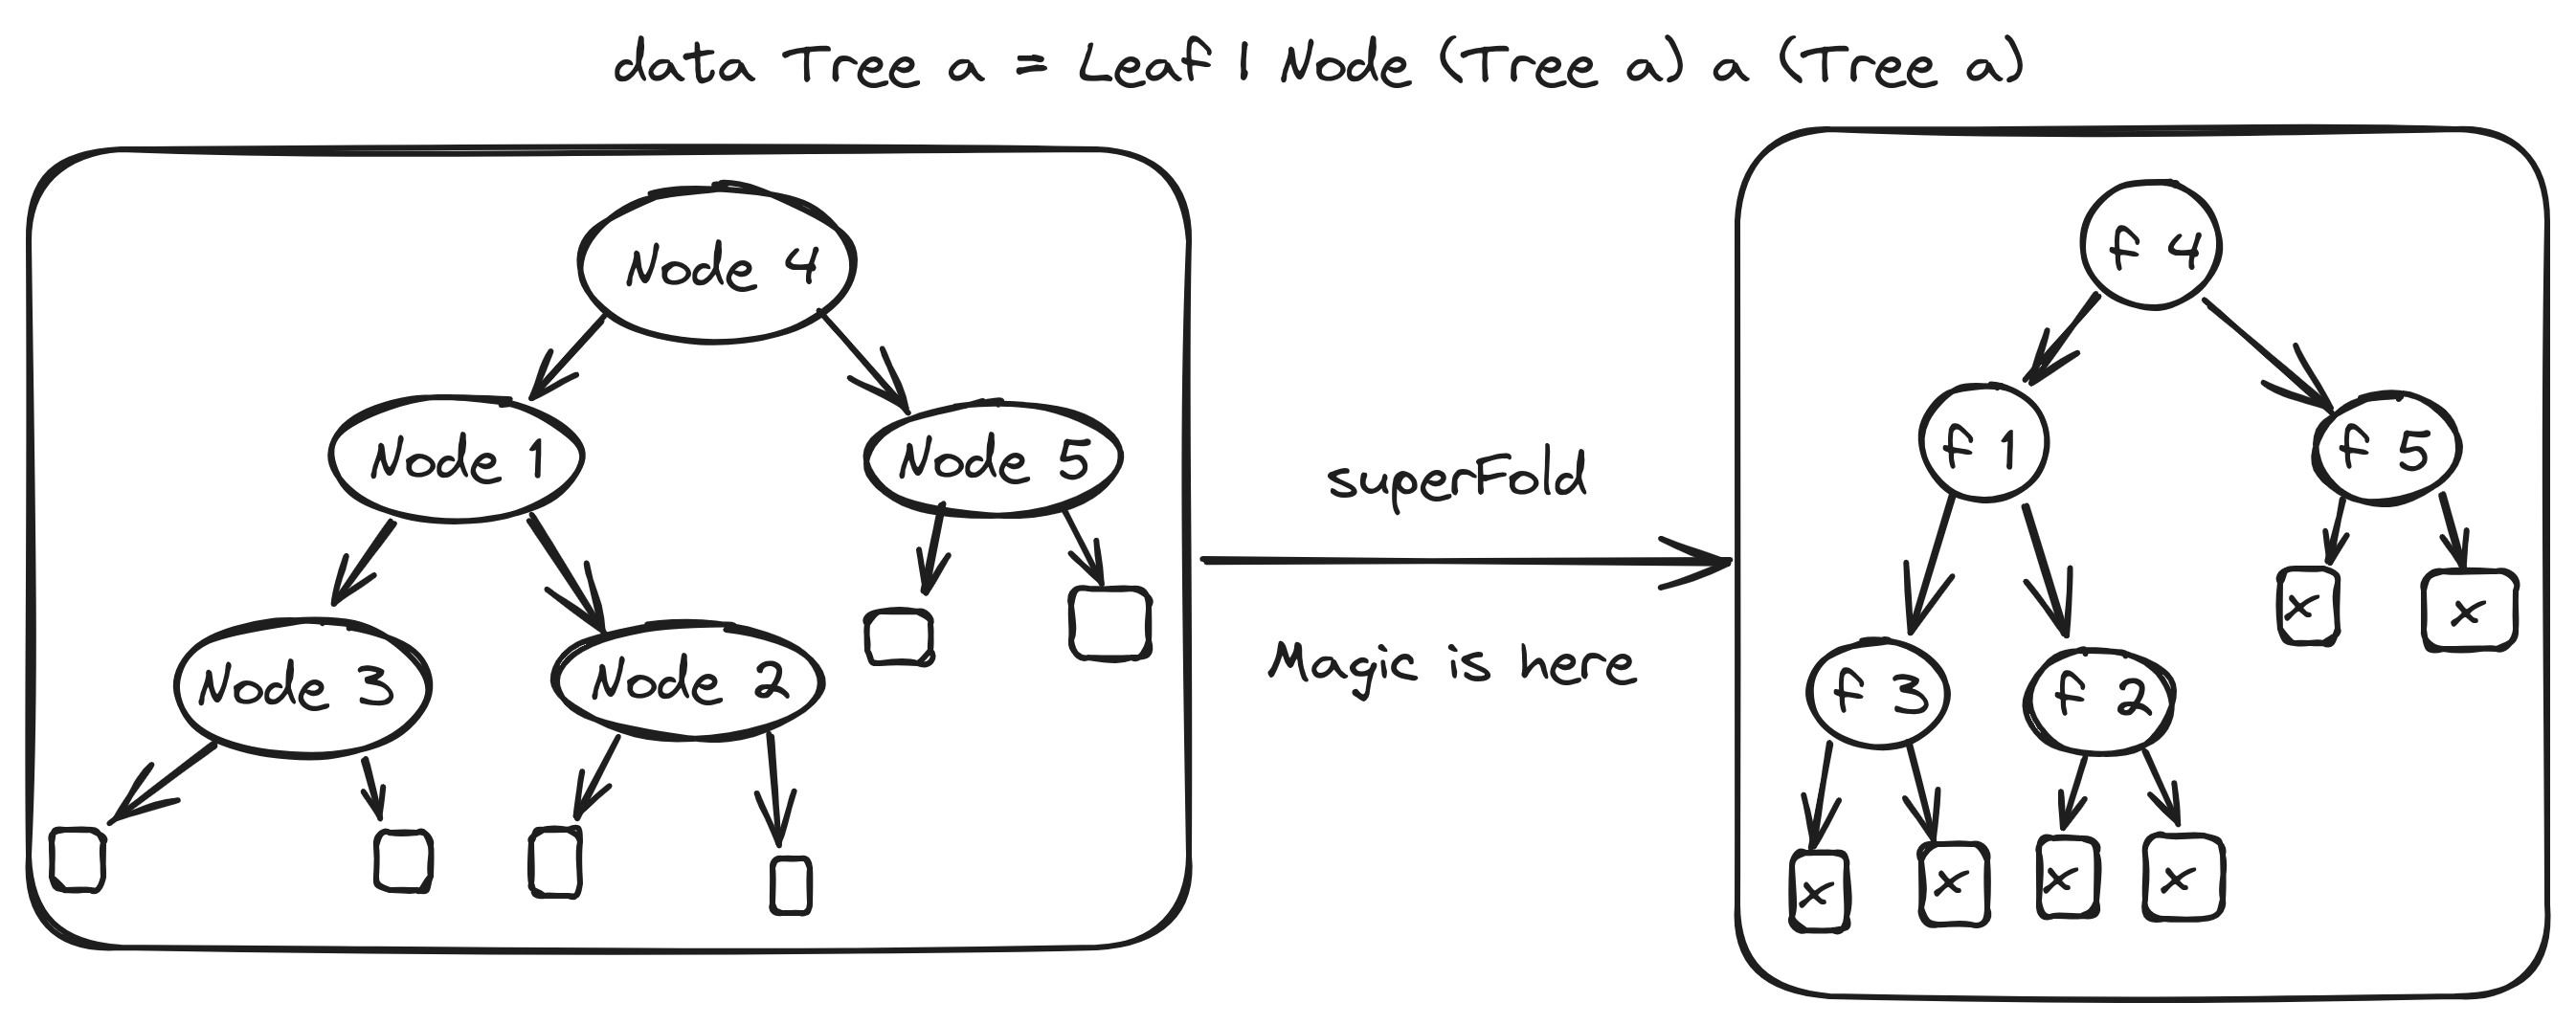 data Tree a = Leaf | Node (Tree a) a (Tree a)
Node 4
Node 1
Node 5
Node 3
Node 2
superFold
Magic is here
f 4
f 1
f 5
x
x
f 3
f 2
x
x
x
x